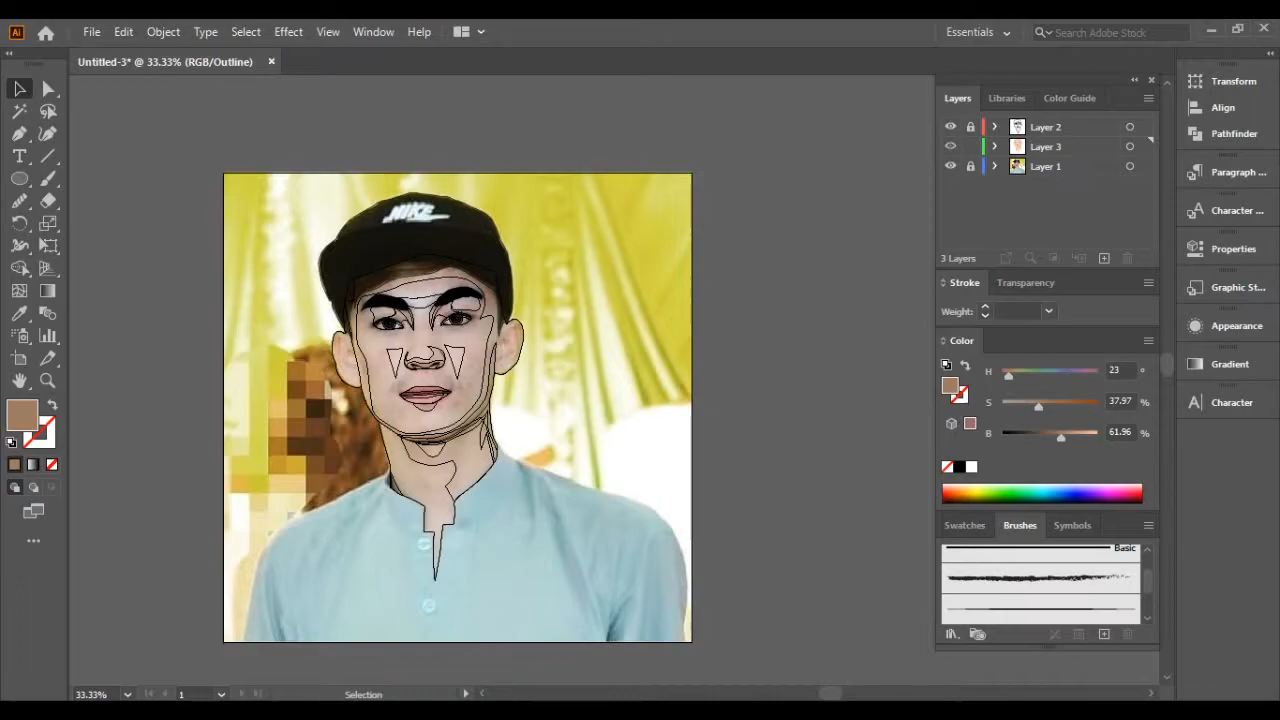 Ai File Edit Object Type Select Effect View Window Help Essentials Search Adobe Stock
Untitled-3* @ 33.33% (RGB/Outline)
Layers Libraries Color Guide
Layer 2
Layer 3
Layer 1
3 Layers
Stroke Transparency
Weight:
Color
H 23 °
S 37.97 %
B 61.96 %
Swatches Brushes Symbols
Basic
Transform
Align
Pathfinder
Paragraph ...
Character ...
Properties
Graphic St...
Appearance
Gradient
Character
NIKE
33.33% 1 Selection